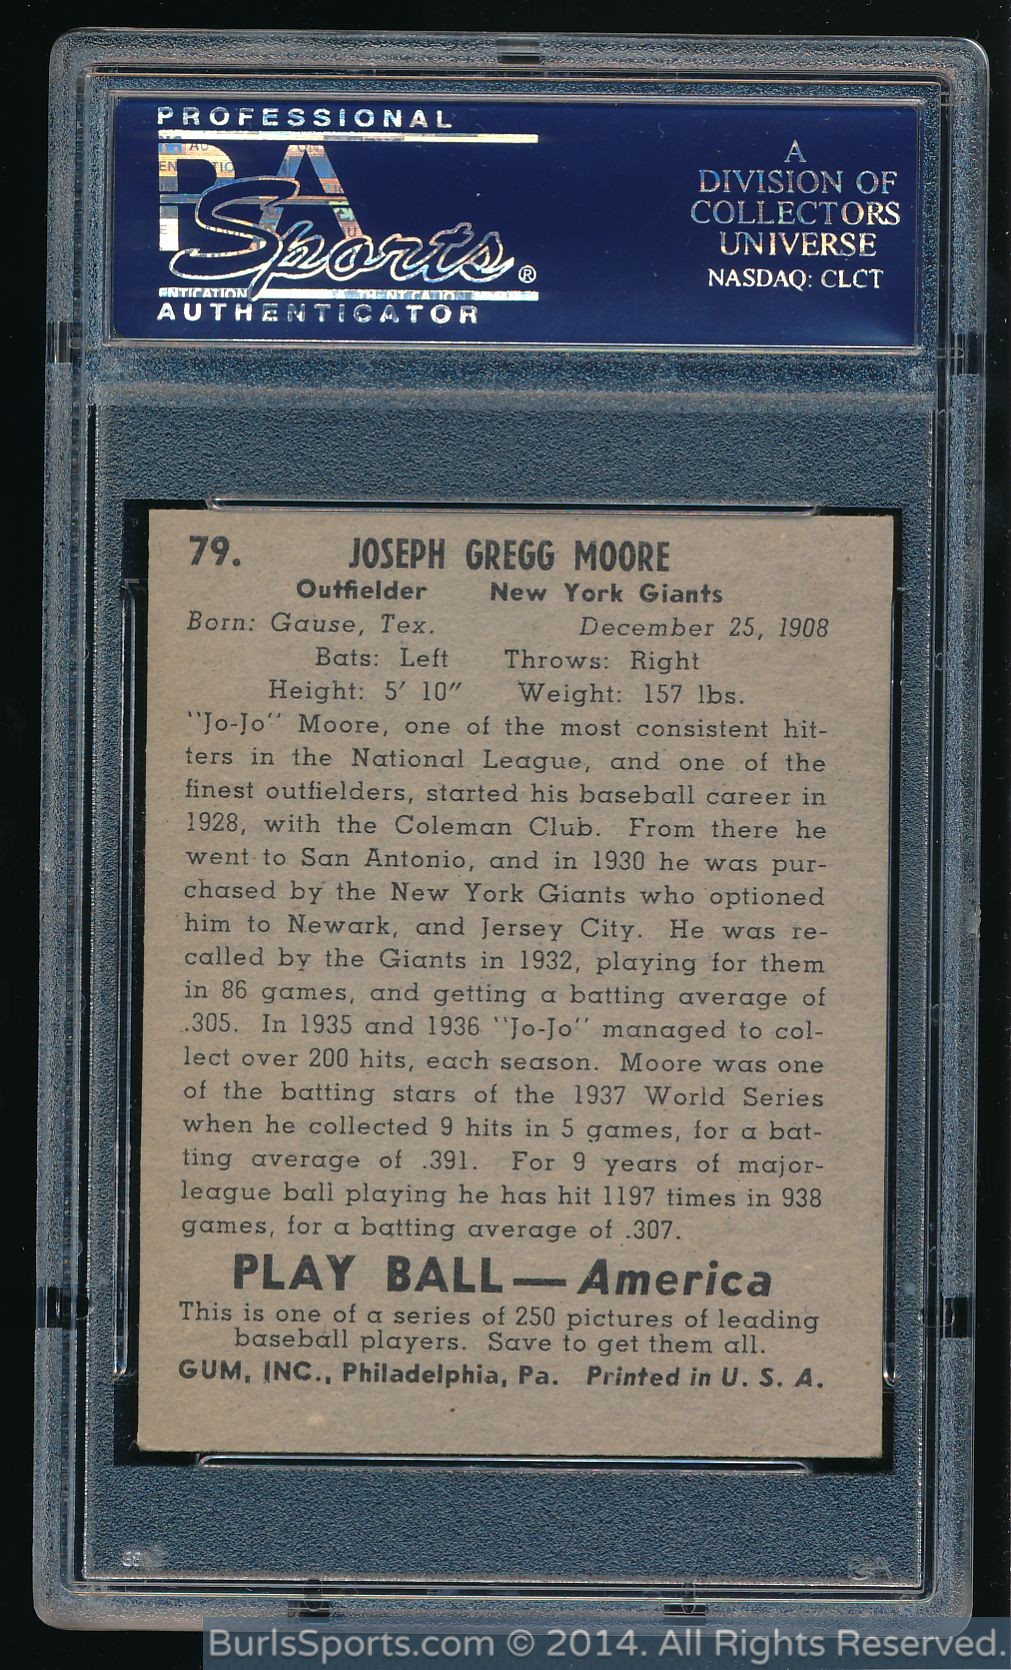 PROFESSIONAL
PSA
Sports®
AUTHENTICATOR
A
DIVISION OF
COLLECTORS
UNIVERSE
NASDAQ: CLCT
79. JOSEPH GREGG MOORE
Outfielder New York Giants
Born: Gause, Tex. December 25, 1908
Bats: Left Throws: Right
Height: 5′ 10″ Weight: 157 lbs.
"Jo-Jo" Moore, one of the most consistent hit-
ters in the National League, and one of the
finest outfielders, started his baseball career in
1928, with the Coleman Club. From there he
went to San Antonio, and in 1930 he was pur-
chased by the New York Giants who optioned
him to Newark, and Jersey City. He was re-
called by the Giants in 1932, playing for them
in 86 games, and getting a batting average of
.305. In 1935 and 1936 "Jo-Jo" managed to col-
lect over 200 hits, each season. Moore was one
of the batting stars of the 1937 World Series
when he collected 9 hits in 5 games, for a bat-
ting average of .391. For 9 years of major-
league ball playing he has hit 1197 times in 938
games, for a batting average of .307.
PLAY BALL—America
This is one of a series of 250 pictures of leading
baseball players. Save to get them all.
GUM, INC., Philadelphia, Pa. Printed in U. S. A.
PSA
BurlsSports.com © 2014. All Rights Reserved.